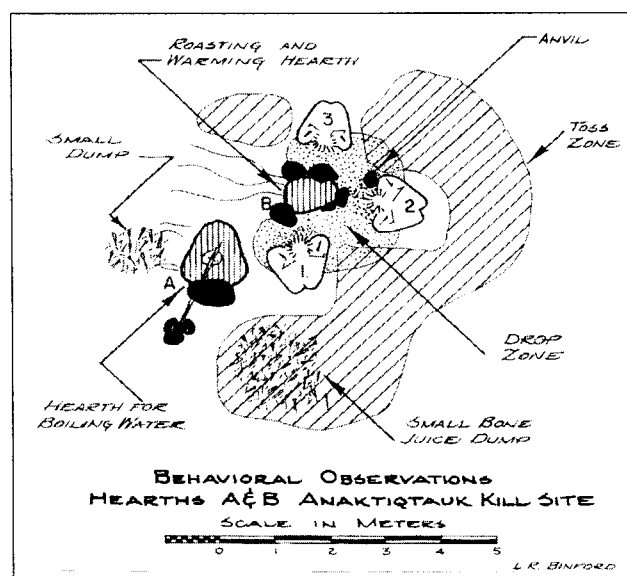 ROASTING AND
WARMING HEARTH
ANVIL
SMALL
DUMP
TOSS
ZONE
3
B
2
1
A
DROP
ZONE
HEARTH FOR
BOILING WATER
SMALL BONE
JUICE DUMP
BEHAVIORAL OBSERVATIONS
HEARTHS A&B ANAKTIQTAUK KILL SITE
SCALE IN METERS
0 1 2 3 4 5
L R. BINFORD